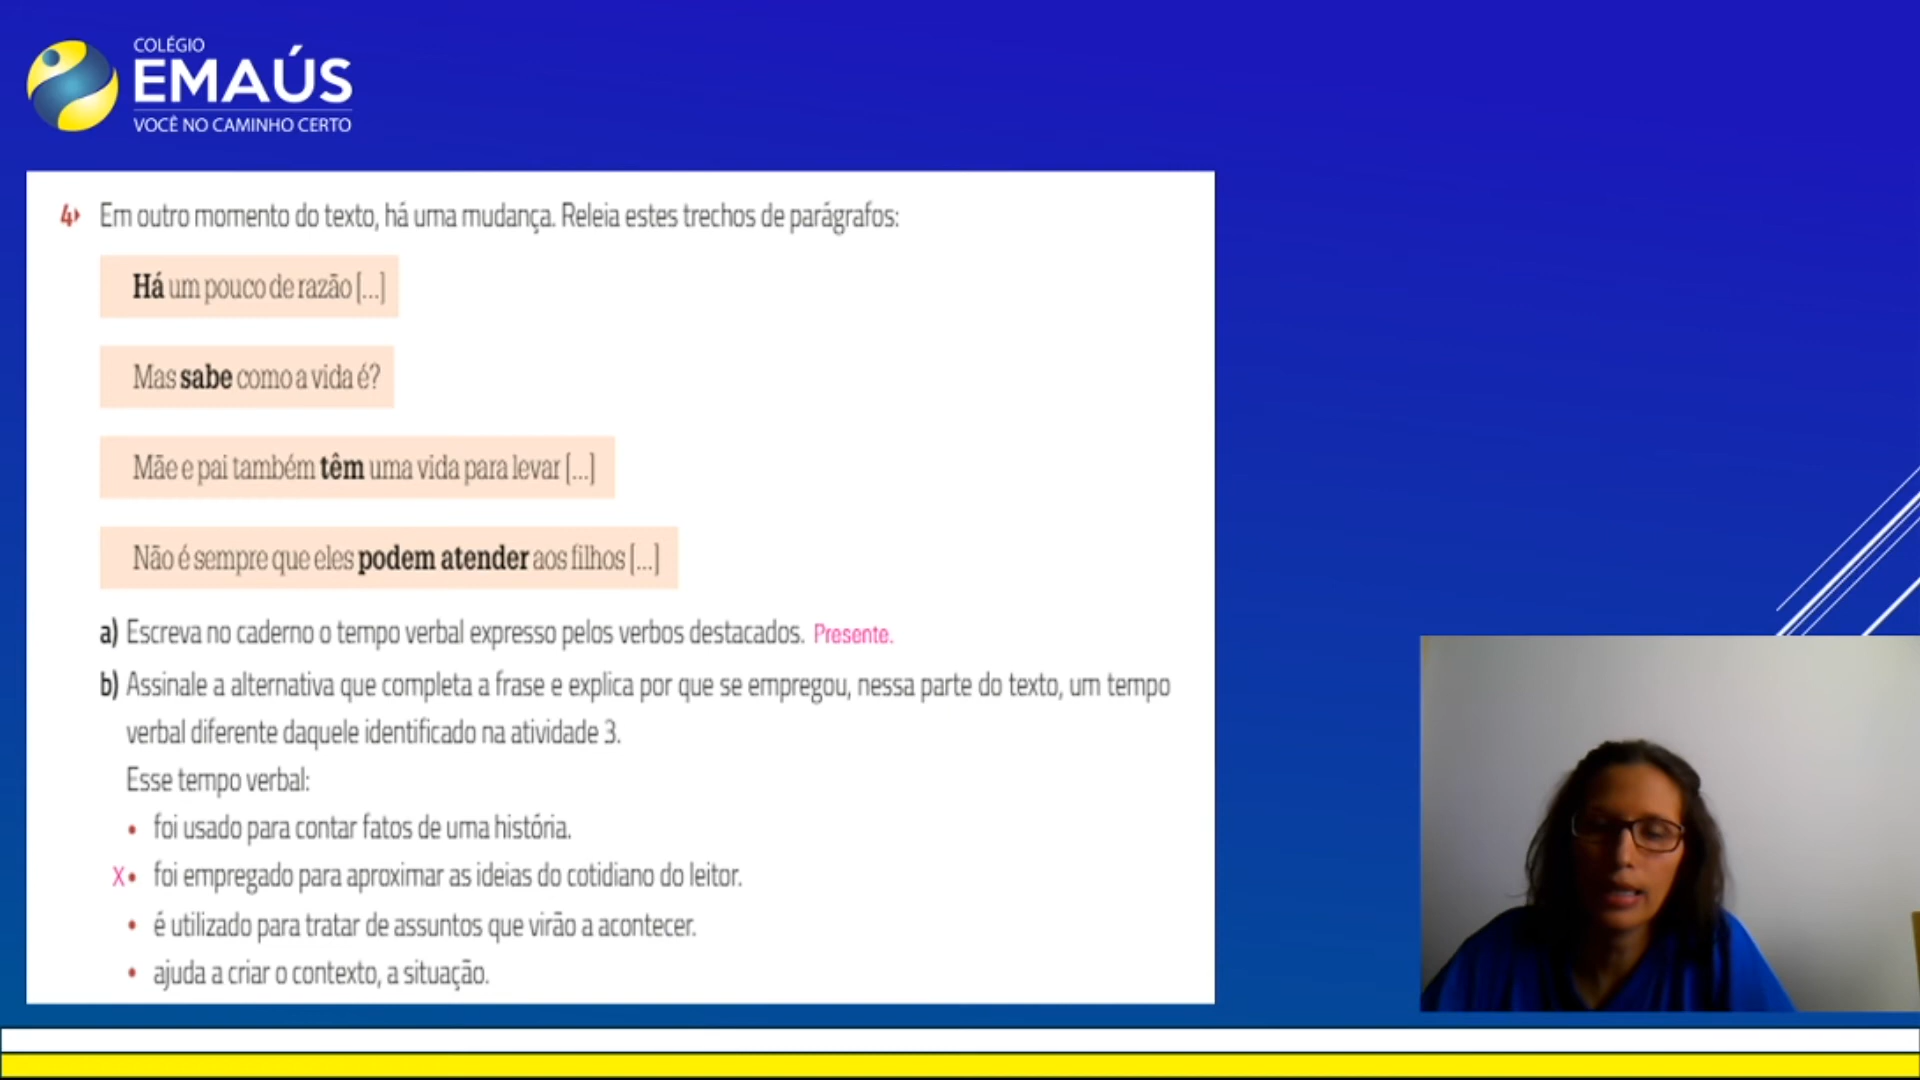 COLÉGIO
EMAÚS
VOCÊ NO CAMINHO CERTO
4 Em outro momento do texto, há uma mudança. Releia estes trechos de parágrafos:
Há um pouco de razão [...]
Mas sabe como a vida é?
Mãe e pai também têm uma vida para levar [...]
Não é sempre que eles podem atender aos filhos [...]
a) Escreva no caderno o tempo verbal expresso pelos verbos destacados. Presente.
b) Assinale a alternativa que completa a frase e explica por que se empregou, nessa parte do texto, um tempo
verbal diferente daquele identificado na atividade 3.
Esse tempo verbal:
• foi usado para contar fatos de uma história.
X • foi empregado para aproximar as ideias do cotidiano do leitor.
• é utilizado para tratar de assuntos que virão a acontecer.
• ajuda a criar o contexto, a situação.